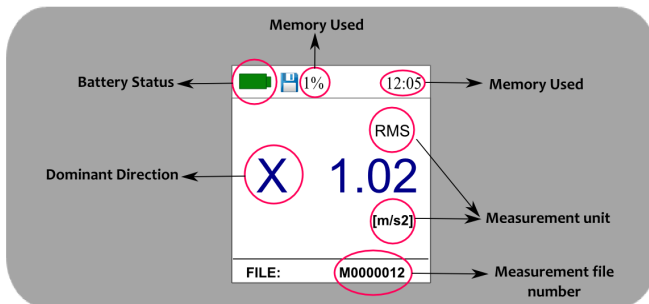 Memory Used
Battery Status
1%
12:05
Memory Used
RMS
Dominant Direction
X 1.02
[m/s2]
Measurement unit
FILE: M0000012
Measurement file
number